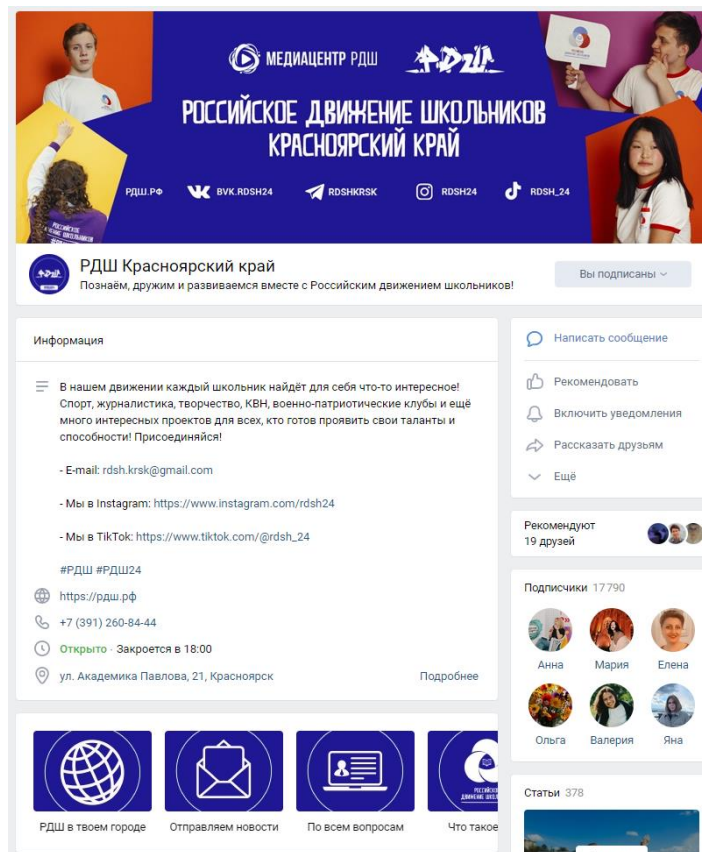 МЕДИАЦЕНТР РДШ
РДШ
РОССИЙСКОЕ ДВИЖЕНИЕ ШКОЛЬНИКОВ
КРАСНОЯРСКИЙ КРАЙ
РДШ.РФ
BVK.RDSH24
RDSHKRSK
RDSH24
RDSH_24
РДШ Красноярский край
Познаём, дружим и развиваемся вместе с Российским движением школьников!
Вы подписаны
Информация
В нашем движении каждый школьник найдёт для себя что-то интересное!
Спорт, журналистика, творчество, КВН, военно-патриотические клубы и ещё
много интересных проектов для всех, кто готов проявить свои таланты и
способности! Присоединяйся!
- E-mail: rdsh.krsk@gmail.com
- Мы в Instagram: https://www.instagram.com/rdsh24
- Мы в TikTok: https://www.tiktok.com/@rdsh_24
#РДШ #РДШ24
https://рдш.рф
+7 (391) 260-84-44
Открыто · Закроется в 18:00
ул. Академика Павлова, 21, Красноярск
Подробнее
РДШ в твоем городе
Отправляем новости
По всем вопросам
Что такое
Написать сообщение
Рекомендовать
Включить уведомления
Рассказать друзьям
Ещё
Рекомендуют
19 друзей
Подписчики 17 790
Анна
Мария
Елена
Ольга
Валерия
Яна
Статьи 378